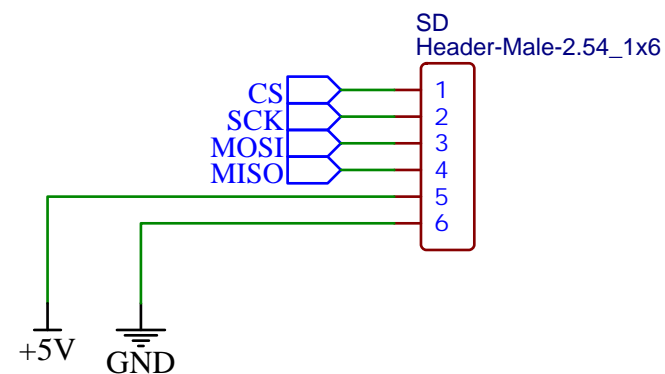 SD
Header-Male-2.54_1x6
CS
1
SCK
2
MOSI
3
MISO
4
5
6
+5V
GND